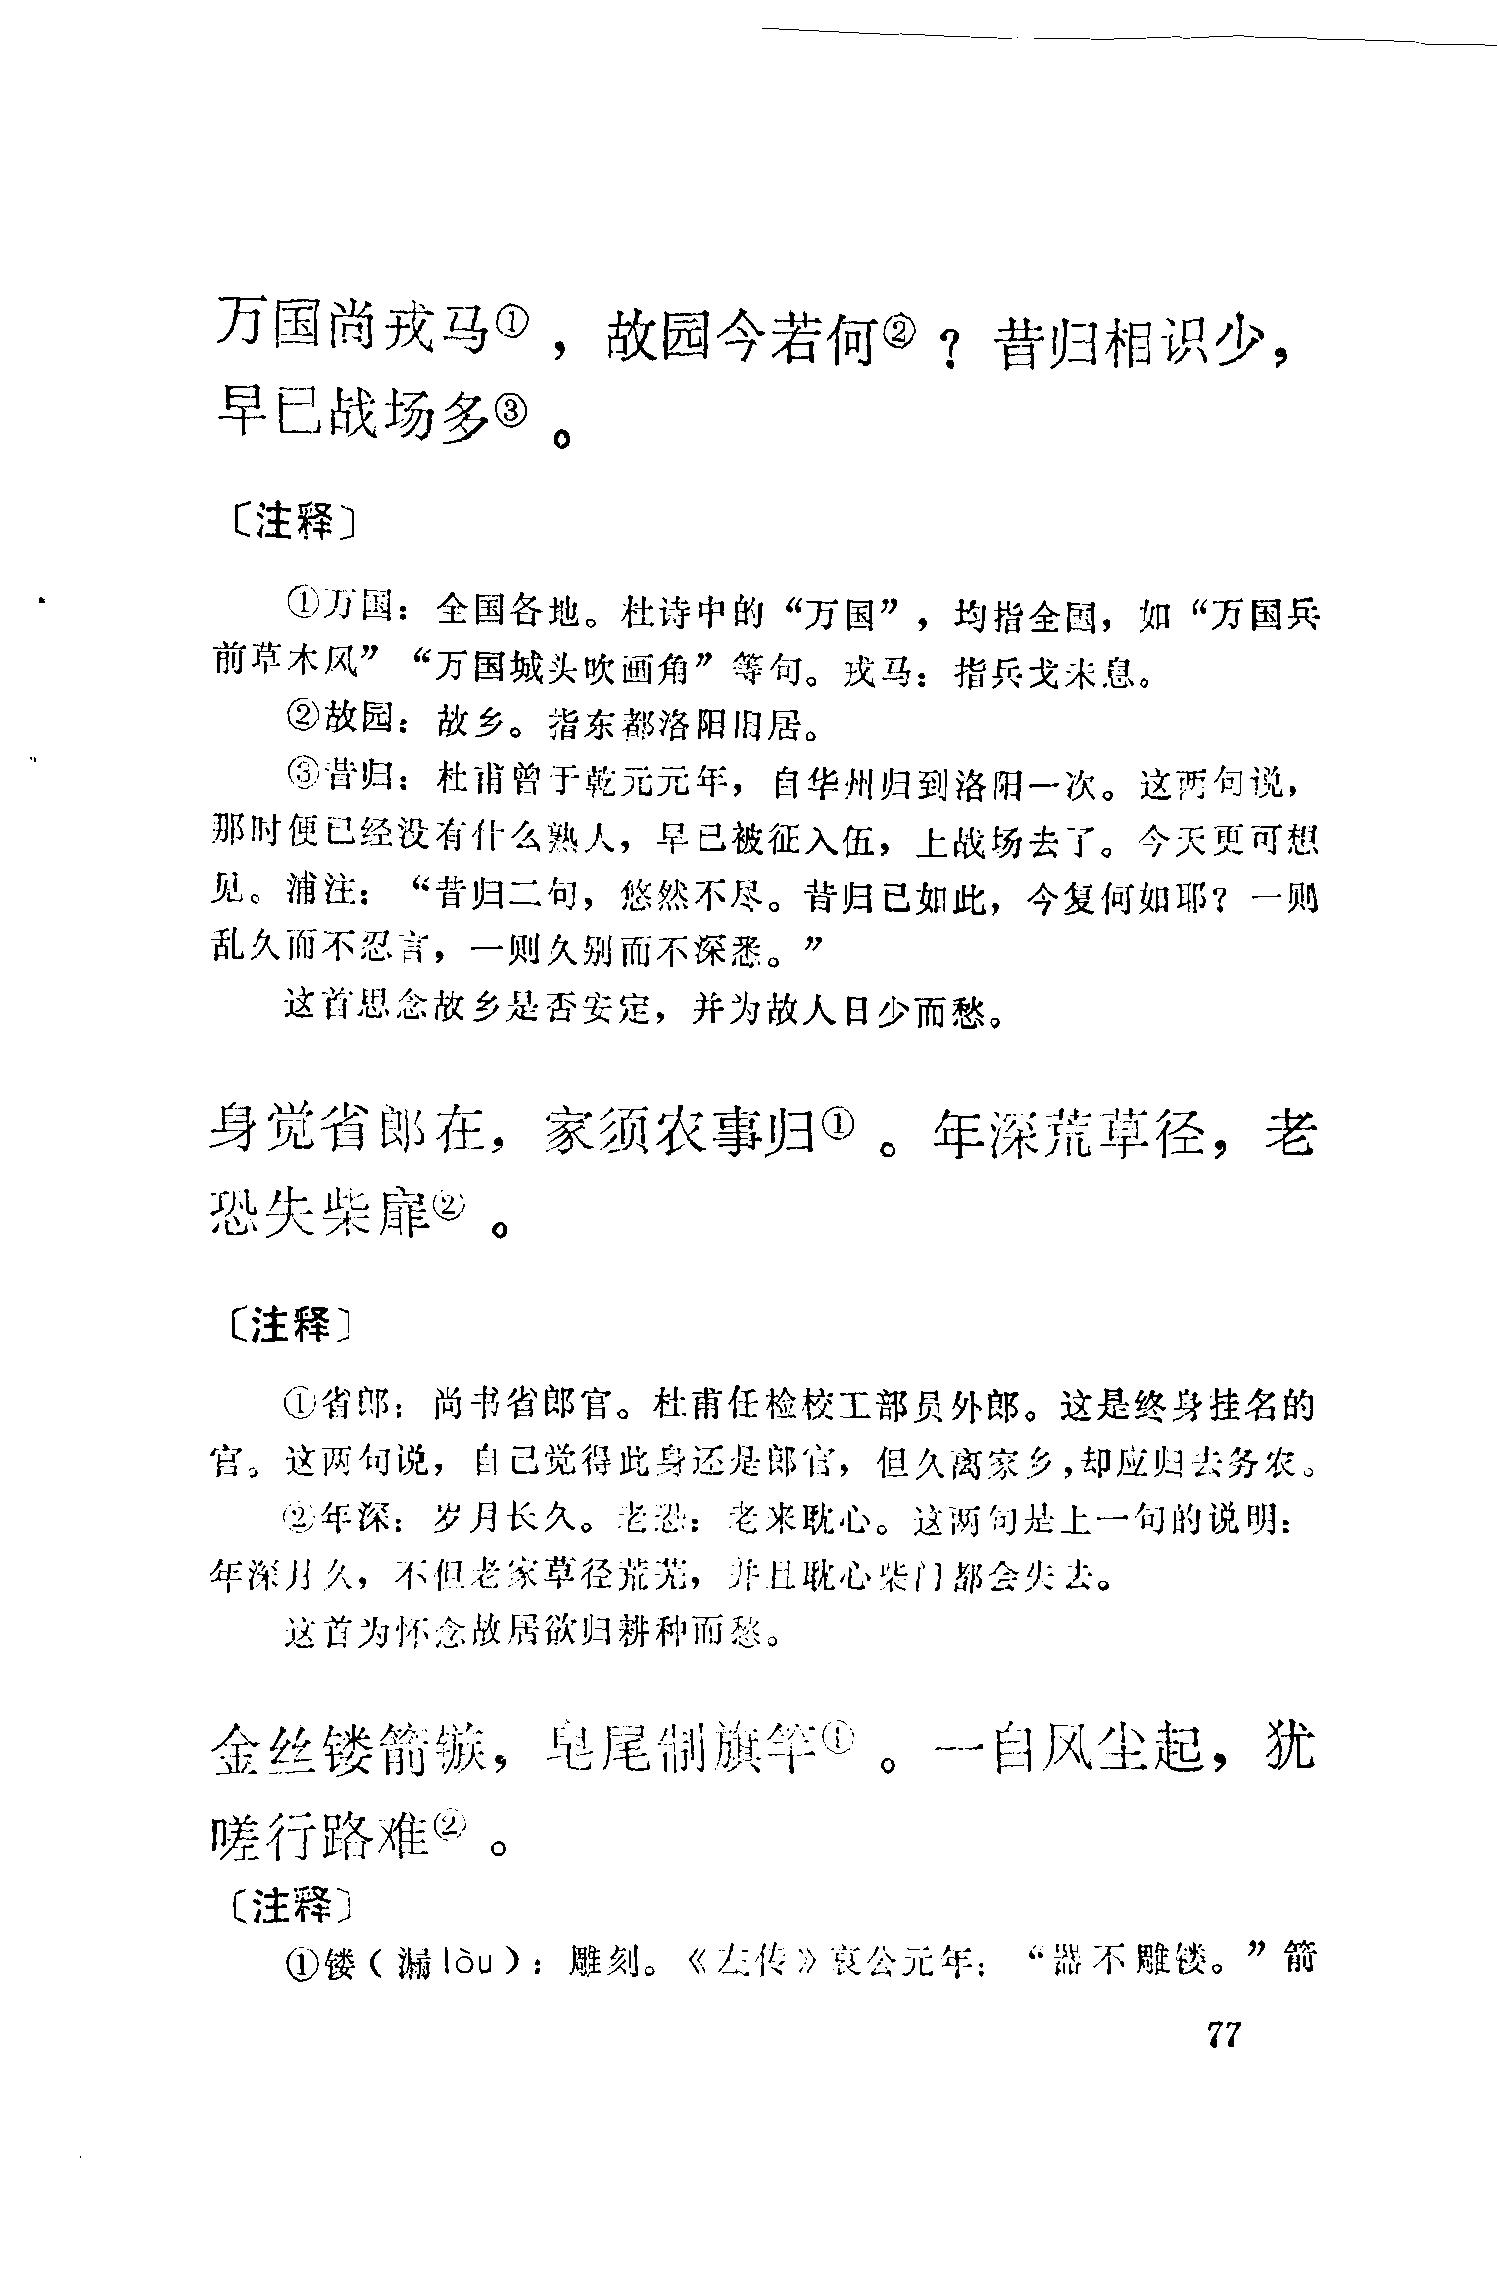 万国尚戎马①，故园今若何②？昔归相识少，
早已战场多③。
〔注释〕
①万国：全国各地。杜诗中的“万国”，均指全国，如“万国兵
前草木风”“万国城头吹画角”等句。戎马：指兵戈未息。
②故园：故乡。指东都洛阳旧居。
③昔归：杜甫曾于乾元元年，自华州归到洛阳一次。这两句说，
那时便已经没有什么熟人，早已被征入伍，上战场去了。今天更可想
见。浦注：“昔归二句，悠然不尽。昔归已如此，今复何如耶？一则
乱久而不忍言，一则久别而不深悉。”
这首思念故乡是否安定，并为故人日少而愁。
身觉省郎在，家须农事归①。年深荒草径，老
恐失柴扉②。
〔注释〕
①省郎：尚书省郎官。杜甫任检校工部员外郎。这是终身挂名的
官。这两句说，自己觉得此身还是郎官，但久离家乡，却应归去务农。
②年深：岁月长久。老恐：老来耽心。这两句是上一句的说明：
年深月久，不但老家草径荒芜，并且耽心柴门都会失去。
这首为怀念故居欲归耕种而愁。
金丝镂箭镞，皂尾制旗竿①。一自风尘起，犹
嗟行路难②。
〔注释〕
①镂（漏lòu）：雕刻。《左传》哀公元年：“器不雕镂。”箭
77